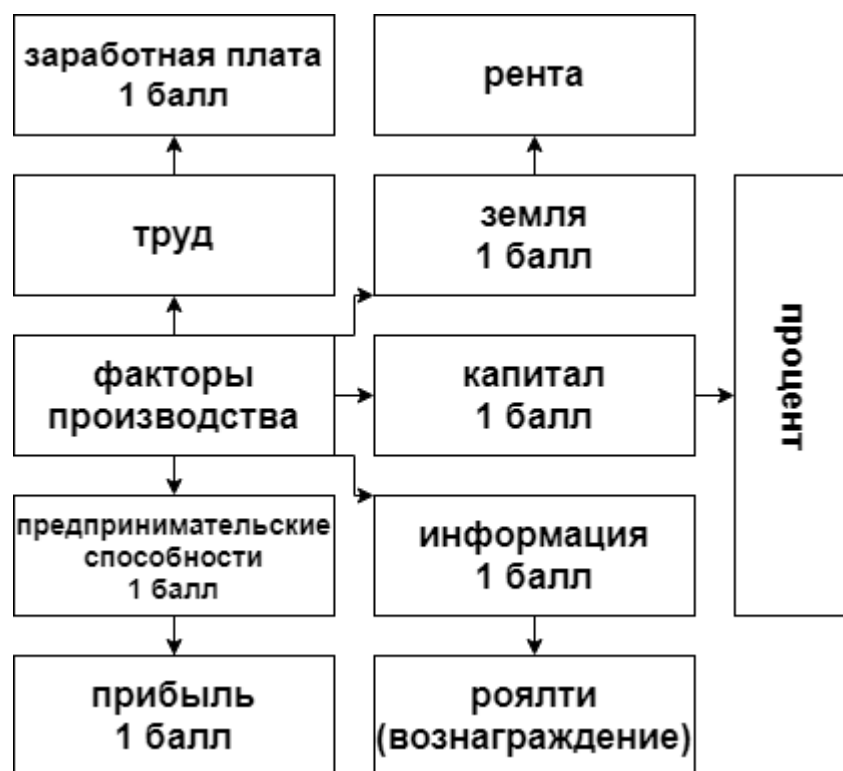 заработная плата
1 балл
рента
труд
земля
1 балл
процент
факторы
производства
капитал
1 балл
предпринимательские
способности
1 балл
информация
1 балл
прибыль
1 балл
роялти
(вознаграждение)